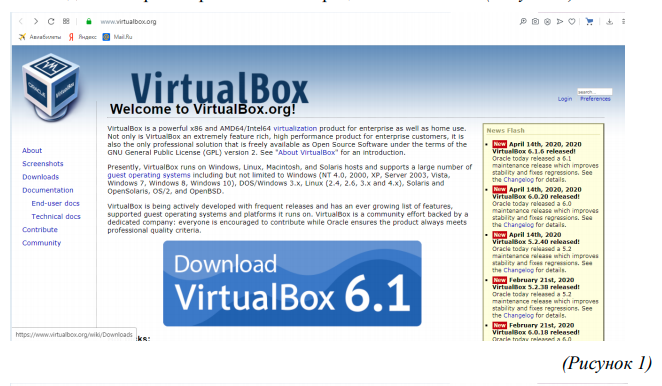 www.virtualbox.org
Авиабилеты Яндекс Mail.Ru
ORACLE
VirtualBox
VirtualBox
Welcome to VirtualBox.org!
search...
Login Preferences
VirtualBox is a powerful x86 and AMD64/Intel64 virtualization product for enterprise as well as home use.
Not only is VirtualBox an extremely feature rich, high performance product for enterprise customers, it is
also the only professional solution that is freely available as Open Source Software under the terms of the
GNU General Public License (GPL) version 2. See "About VirtualBox" for an introduction.
Presently, VirtualBox runs on Windows, Linux, Macintosh, and Solaris hosts and supports a large number of
guest operating systems including but not limited to Windows (NT 4.0, 2000, XP, Server 2003, Vista,
Windows 7, Windows 8, Windows 10), DOS/Windows 3.x, Linux (2.4, 2.6, 3.x and 4.x), Solaris and
OpenSolaris, OS/2, and OpenBSD.
VirtualBox is being actively developed with frequent releases and has an ever growing list of features,
supported guest operating systems and platforms it runs on. VirtualBox is a community effort backed by a
dedicated company: everyone is encouraged to contribute while Oracle ensures the product always meets
professional quality criteria.
About
Screenshots
Downloads
Documentation
End-user docs
Technical docs
Contribute
Community
Download
VirtualBox 6.1
News Flash
New April 14th, 2020, 2020
VirtualBox 6.1.6 released!
Oracle today released a 6.1
maintenance release which improves
stability and fixes regressions. See
the Changelog for details.
New April 14th, 2020, 2020
VirtualBox 6.0.20 released!
Oracle today released a 6.0
maintenance release which improves
stability and fixes regressions. See
the Changelog for details.
New April 14th, 2020
VirtualBox 5.2.40 released!
Oracle today released a 5.2
maintenance release which improves
stability and fixes regressions. See
the Changelog for details.
New February 21st, 2020
VirtualBox 5.2.38 released!
Oracle today released a 5.2
maintenance release which improves
stability and fixes regressions. See
the Changelog for details.
New February 21st, 2020
VirtualBox 6.0.18 released!
Oracle today released a 6.0
https://www.virtualbox.org/wiki/Downloads
ks:
(Рисунок 1)